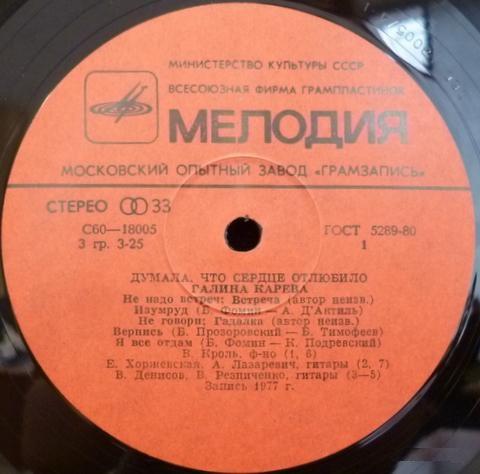 МИНИСТЕРСТВО КУЛЬТУРЫ СССР
ВСЕСОЮЗНАЯ ФИРМА ГРАМПЛАСТИНОК
МЕЛОДИЯ
МОСКОВСКИЙ ОПЫТНЫЙ ЗАВОД «ГРАМЗАПИСЬ»
СТЕРЕО 33
С60—18005 ГОСТ 5289-80
3 гр. 3-25 1
ДУМАЛА, ЧТО СЕРДЦЕ ОТЛЮБИЛО
ГАЛИНА КАРЕВА
Не надо встреч; Встреча (автор неизв.)
Изумруд (Б. Фомин — А. Д'Актиль)
Не говори; Гадалка (автор неизв.)
Вернись (Б. Прозоровский — Б. Тимофеев)
Я все отдам (Б. Фомин — К. Подревский)
В. Кроль, ф-но (1, 6)
Е. Хоржевская, А. Лазаревич, гитары (2, 7)
В. Денисов, В. Резниченко, гитары (3—5)
Запись 1977 г.